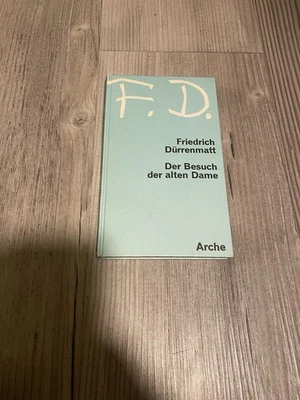 F. D.
Friedrich
Dürrenmatt
Der Besuch
der alten Dame
Arche